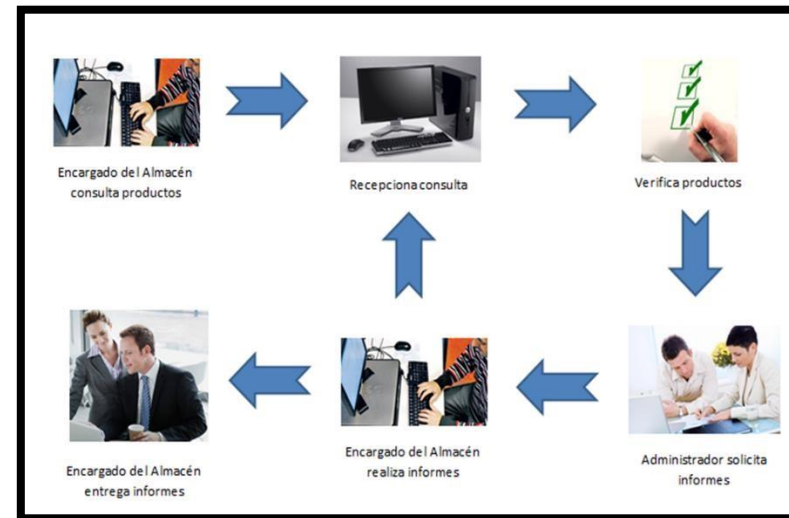 Encargado del Almacén
consulta productos
Recepciona consulta
Verifica productos
Encargado del Almacén
entrega informes
Encargado del Almacén
realiza informes
Administrador solicita
informes